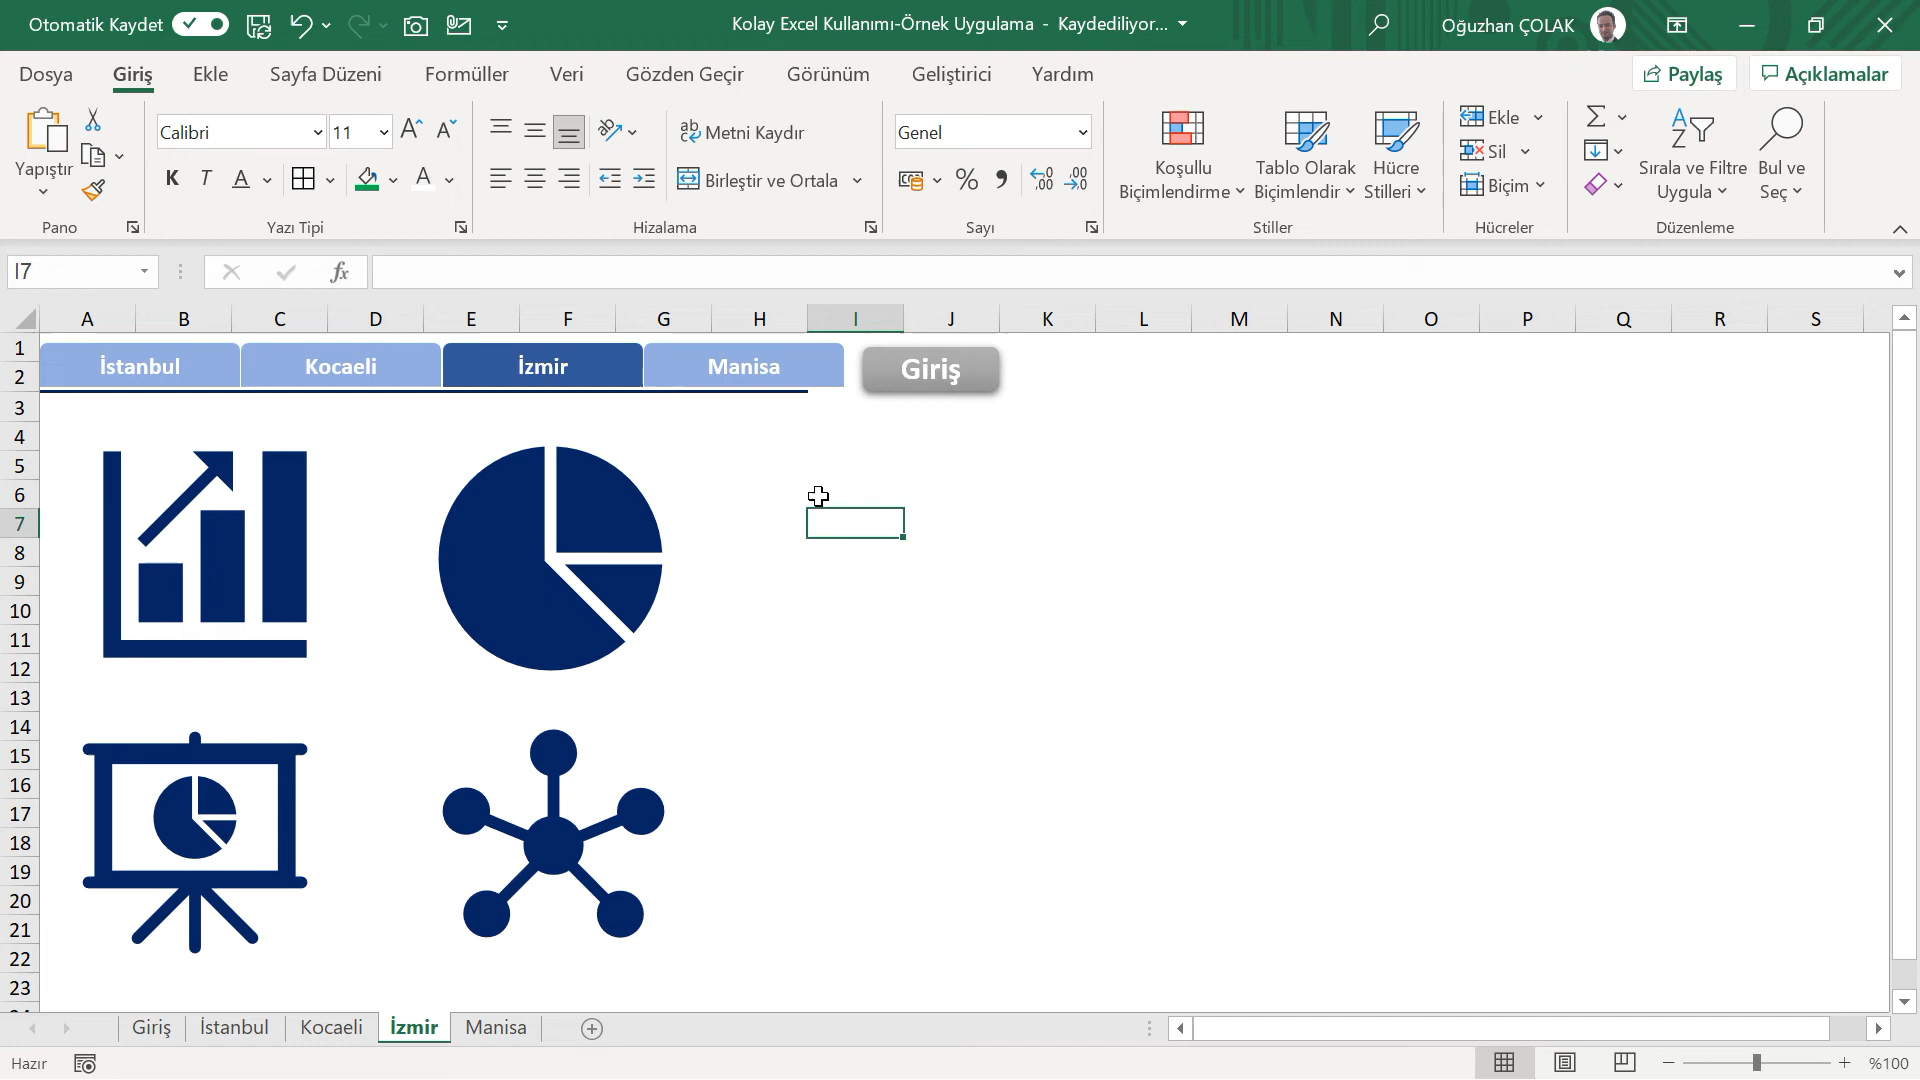 Otomatik Kaydet
Kolay Excel Kullanımı-Örnek Uygulama - Kaydediliyor...
Oğuzhan ÇOLAK
Dosya Giriş Ekle Sayfa Düzeni Formüller Veri Gözden Geçir Görünüm Geliştirici Yardım
Paylaş Açıklamalar
Yapıştır
Calibri 11
K T A A
ab Metni Kaydır
Birleştir ve Ortala
Genel
Koşullu Biçimlendirme
Tablo Olarak Biçimlendir
Hücre Stilleri
Ekle
Sil
Biçim
Sırala ve Filtre Uygula
Bul ve Seç
Pano Yazı Tipi Hizalama Sayı Stiller Hücreler Düzenleme
I7 fx
A B C D E F G H I J K L M N O P Q R S
1
2
3
4
5
6
7
8
9
10
11
12
13
14
15
16
17
18
19
20
21
22
23
İstanbul Kocaeli İzmir Manisa Giriş
Giriş İstanbul Kocaeli İzmir Manisa
Hazır
%100